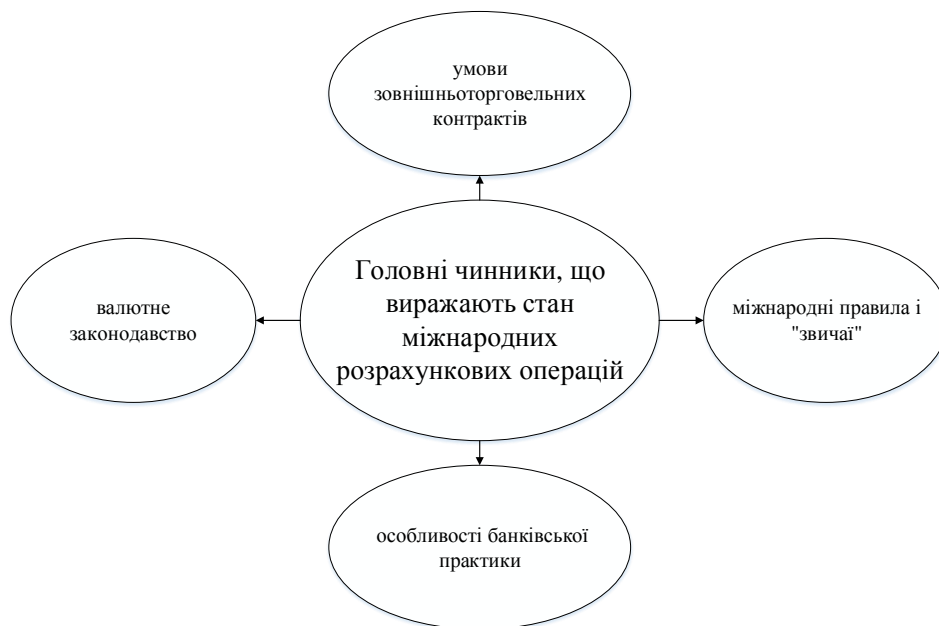 умови
зовнішньоторговельних
контрактів
Головні чинники, що
виражають стан
міжнародних
розрахункових операцій
валютне
законодавство
міжнародні правила і
"звичаї"
особливості банківської
практики